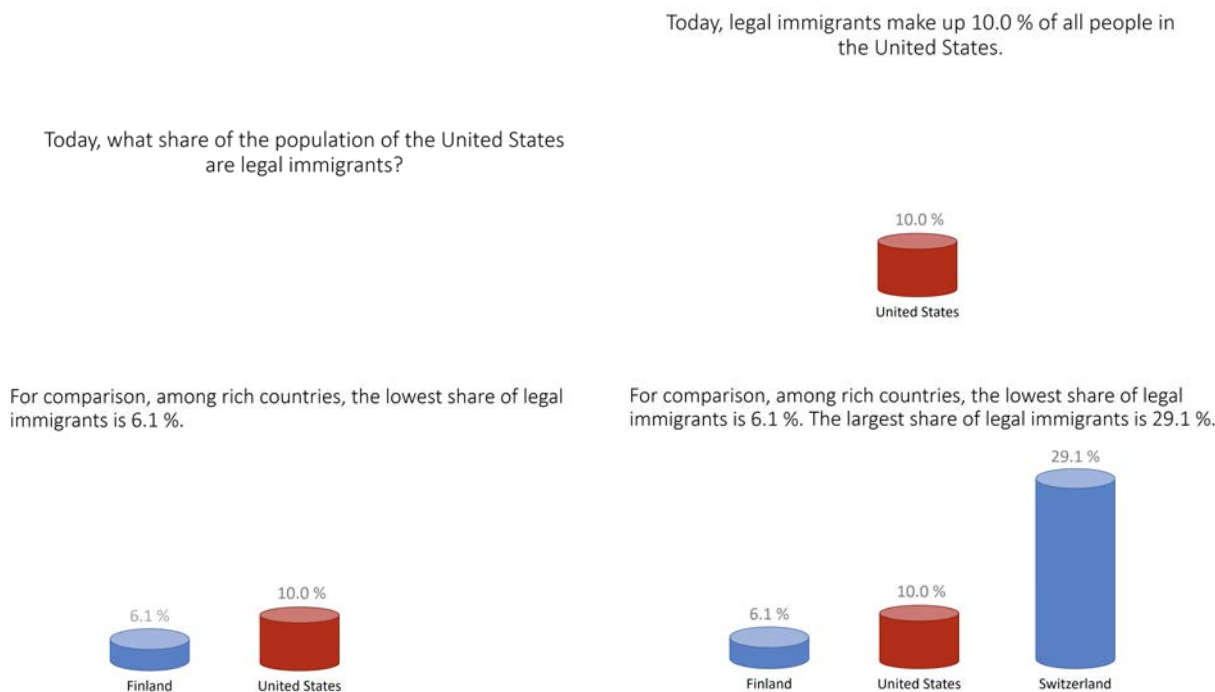 Today, what share of the population of the United States
are legal immigrants?
Today, legal immigrants make up 10.0 % of all people in
the United States.
10.0 %
United States
For comparison, among rich countries, the lowest share of legal
immigrants is 6.1 %.
6.1 %
10.0 %
Finland
United States
For comparison, among rich countries, the lowest share of legal
immigrants is 6.1 %. The largest share of legal immigrants is 29.1 %.
29.1 %
6.1 %
10.0 %
Finland
United States
Switzerland